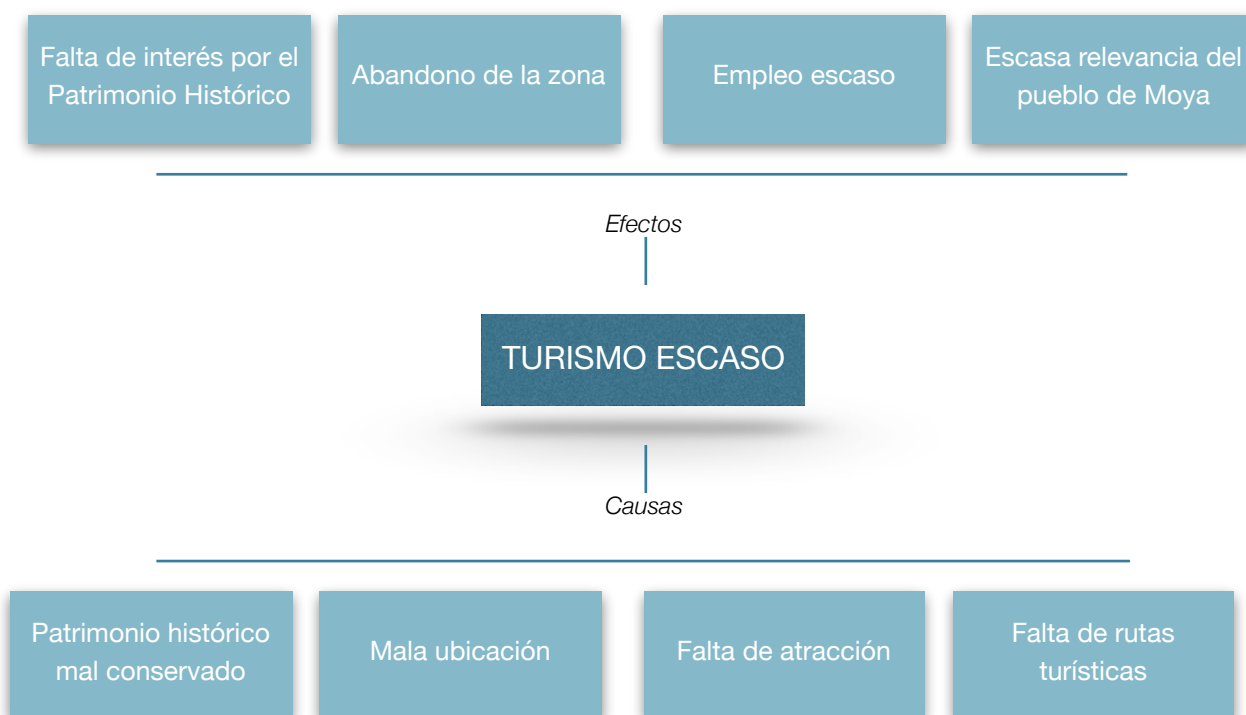 Falta de interés por el
Patrimonio Histórico
Abandono de la zona
Empleo escaso
Escasa relevancia del
pueblo de Moya
Efectos
TURISMO ESCASO
Causas
Patrimonio histórico
mal conservado
Mala ubicación
Falta de atracción
Falta de rutas
turísticas